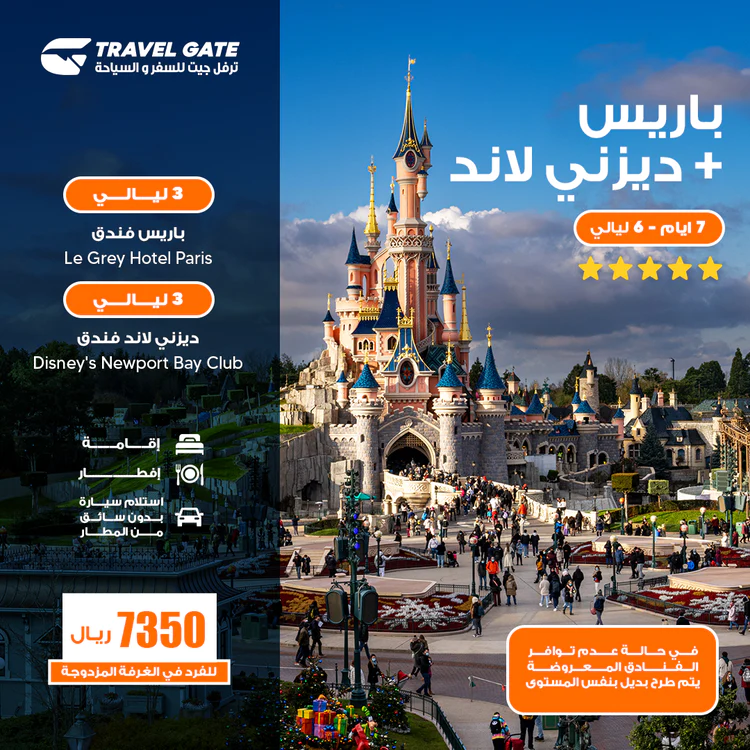 TRAVEL GATE
ترفل جيت للسفر و السياحة
باريس
+ ديزني لاند
7 ايام - 6 ليالي
3 ليالي
باريس فندق
Le Grey Hotel Paris
3 ليالي
ديزني لاند فندق
Disney's Newport Bay Club
إقامة
إفطار
استلام سيارة
بدون سائق
من المطار
7350 ريال
للفرد في الغرفة المزدوجة
في حالة عدم توافر
الفنادق المعروضة
يتم طرح بديل بنفس المستوى